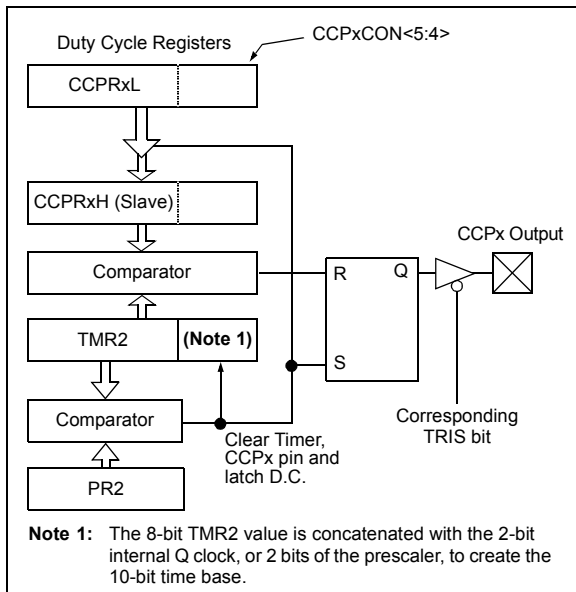 Duty Cycle Registers
CCPxCON<5:4>
CCPRxL
CCPRxH (Slave)
CCPx Output
Comparator
R
Q
TMR2
(Note 1)
S
Comparator
Clear Timer,
CCPx pin and
latch D.C.
Corresponding
TRIS bit
PR2
Note 1: The 8-bit TMR2 value is concatenated with the 2-bit
internal Q clock, or 2 bits of the prescaler, to create the
10-bit time base.